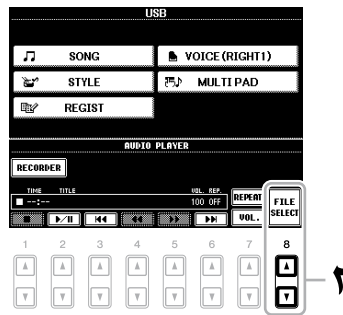 USB
SONG
VOICE (RIGHT1)
STYLE
MULTI PAD
REGIST
AUDIO PLAYER
RECORDER
TIME TITLE VOL. REP.
--:-- 100 OFF
REPEAT
FILE SELECT
VOL.
1 2 3 4 5 6 7 8
٢